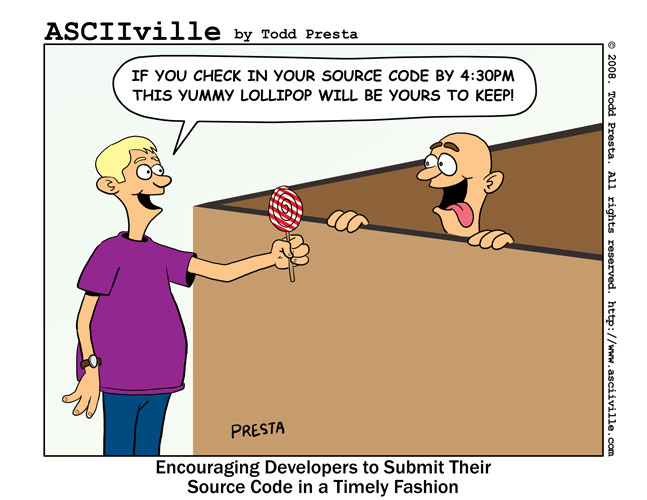 ASCIIville by Todd Presta
IF YOU CHECK IN YOUR SOURCE CODE BY 4:30PM
THIS YUMMY LOLLIPOP WILL BE YOURS TO KEEP!
© 2008. Todd Presta. All rights reserved. http://www.asciiville.com
PRESTA
Encouraging Developers to Submit Their
Source Code in a Timely Fashion